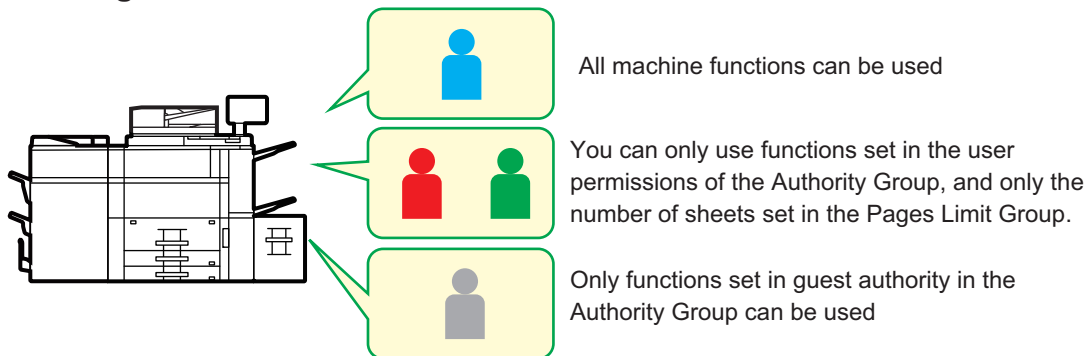 All machine functions can be used
You can only use functions set in the user
permissions of the Authority Group, and only the
number of sheets set in the Pages Limit Group.
Only functions set in guest authority in the
Authority Group can be used